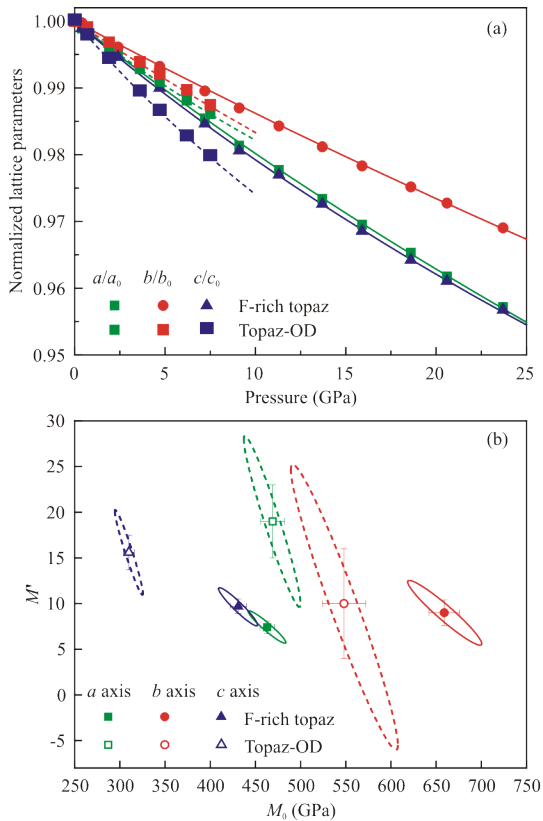 (a)
1.00
0.99
0.98
0.97
0.96
0.95
Normalized lattice parameters
a/a₀ b/b₀ c/c₀
F-rich topaz
Topaz-OD
0 5 10 15 20 25
Pressure (GPa)
(b)
30
25
20
15
10
5
0
-5
M'
a axis b axis c axis
F-rich topaz
Topaz-OD
250 300 350 400 450 500 550 600 650 700 750
M₀ (GPa)